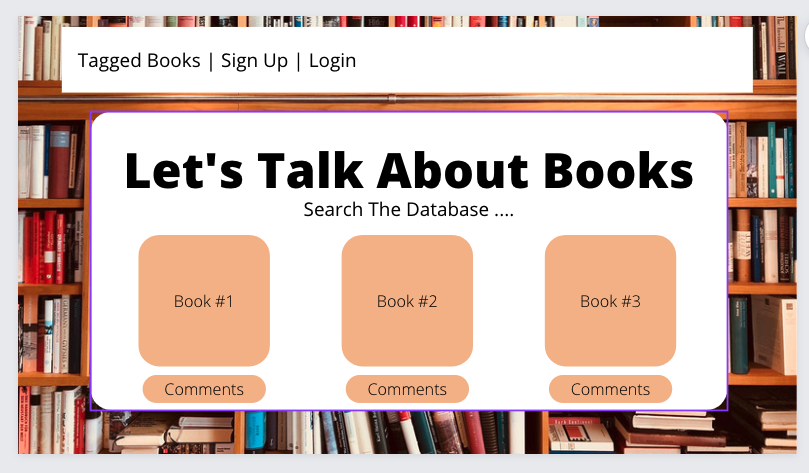 Tagged Books | Sign Up | Login
Let's Talk About Books
Search The Database ....
Book #1
Book #2
Book #3
Comments
Comments
Comments